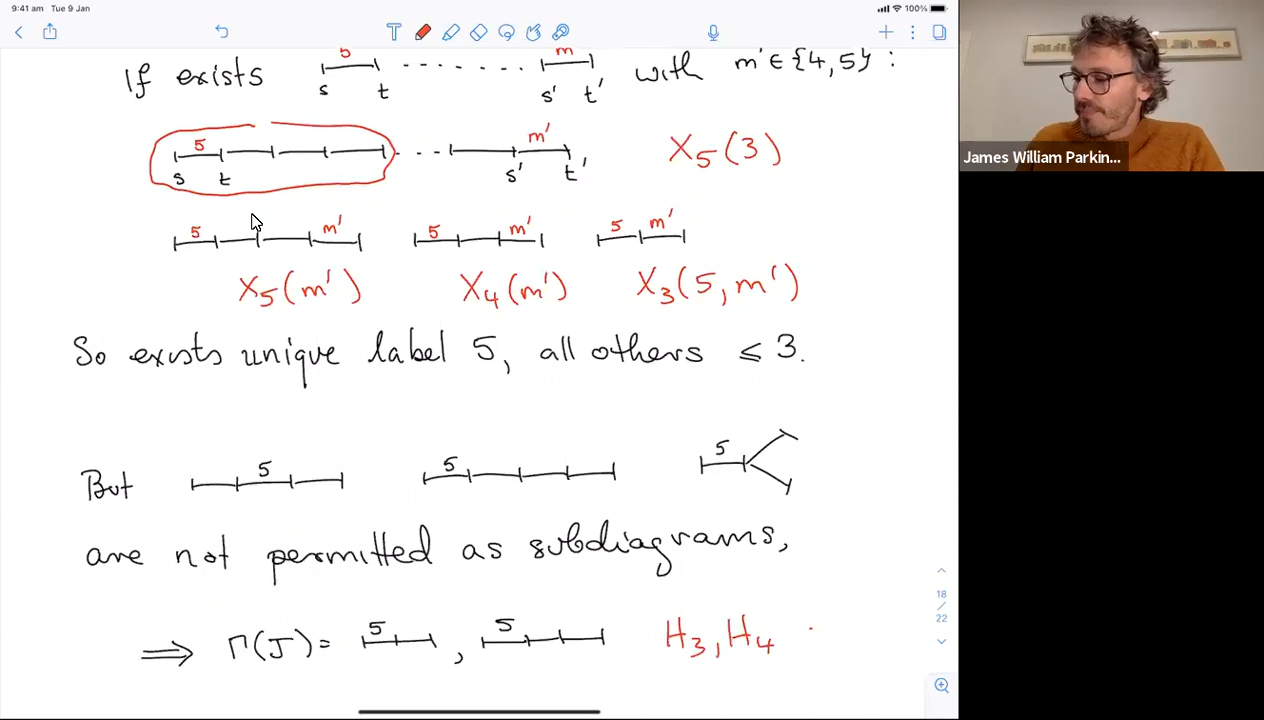 9:41 am Tue 9 Jan
100%
If exists 5 s t m s' t' with m' ∈ {4,5} :
5 s t m' s' t' X₅(3)
5 m' 5 m' 5 m'
X₅(m') X₄(m') X₃(5, m')
So exists unique label 5, all others ≤ 3.
But 5 5 5
are not permitted as subdiagrams,
⟹ Γ(J) = 5 , 5 H₃, H₄
18
/
22
James William Parkin...